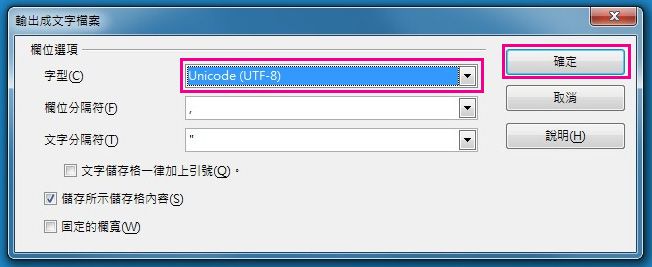 輸出成文字檔案
欄位選項
字型(C)
Unicode (UTF-8)
確定
欄位分隔符(F)
,
取消
文字分隔符(T)
"
說明(H)
文字儲存格一律加上引號(Q)。
儲存所示儲存格內容(S)
固定的欄寬(W)